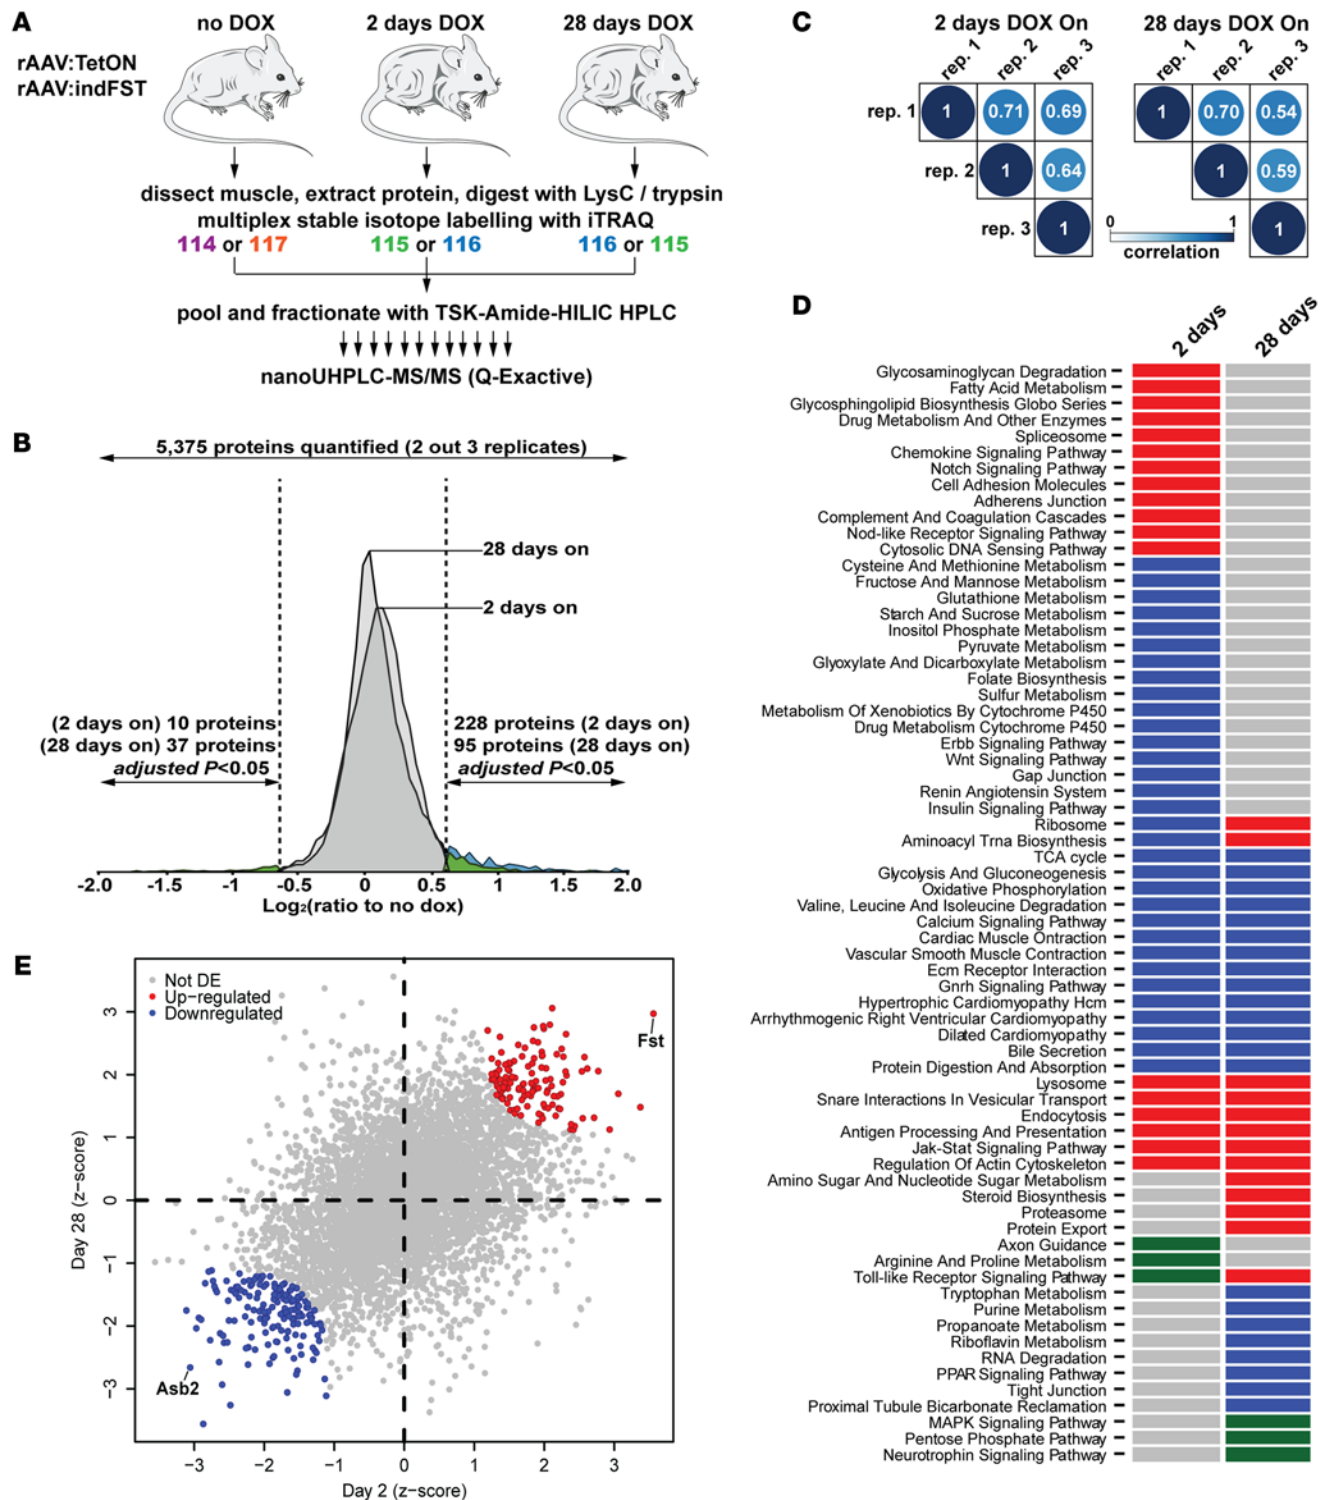 A
no DOX
2 days DOX
28 days DOX
rAAV:TetON
rAAV:indFST
dissect muscle, extract protein, digest with LysC / trypsin
multiplex stable isotope labelling with iTRAQ
114 or 117
115 or 116
116 or 115
pool and fractionate with TSK-Amide-HILIC HPLC
nanoUHPLC-MS/MS (Q-Exactive)
B
5,375 proteins quantified (2 out 3 replicates)
28 days on
2 days on
(2 days on) 10 proteins
(28 days on) 37 proteins
adjusted P<0.05
228 proteins (2 days on)
95 proteins (28 days on)
adjusted P<0.05
-2.0 -1.5 -1 -0.5 0 0.5 1 1.5 2.0
Log2(ratio to no dox)
C
2 days DOX On
28 days DOX On
rep. 1 rep. 2 rep. 3
rep. 1 rep. 2 rep. 3
rep. 1 1 0.71 0.69
1 0.70 0.54
rep. 2 1 0.64
1 0.59
rep. 3 1
1
0 1
correlation
D
2 days 28 days
Glycosaminoglycan Degradation
Fatty Acid Metabolism
Glycosphingolipid Biosynthesis Globo Series
Drug Metabolism And Other Enzymes
Spliceosome
Chemokine Signaling Pathway
Notch Signaling Pathway
Cell Adhesion Molecules
Adherens Junction
Complement And Coagulation Cascades
Nod-like Receptor Signaling Pathway
Cytosolic DNA Sensing Pathway
Cysteine And Methionine Metabolism
Fructose And Mannose Metabolism
Glutathione Metabolism
Starch And Sucrose Metabolism
Inositol Phosphate Metabolism
Pyruvate Metabolism
Glyoxylate And Dicarboxylate Metabolism
Folate Biosynthesis
Sulfur Metabolism
Metabolism Of Xenobiotics By Cytochrome P450
Drug Metabolism Cytochrome P450
Erbb Signaling Pathway
Wnt Signaling Pathway
Gap Junction
Renin Angiotensin System
Insulin Signaling Pathway
Ribosome
Aminoacyl Trna Biosynthesis
TCA cycle
Glycolysis And Gluconeogenesis
Oxidative Phosphorylation
Valine, Leucine And Isoleucine Degradation
Calcium Signaling Pathway
Cardiac Muscle Ontraction
Vascular Smooth Muscle Contraction
Ecm Receptor Interaction
Gnrh Signaling Pathway
Hypertrophic Cardiomyopathy Hcm
Arrhythmogenic Right Ventricular Cardiomyopathy
Dilated Cardiomyopathy
Bile Secretion
Protein Digestion And Absorption
Lysosome
Snare Interactions In Vesicular Transport
Endocytosis
Antigen Processing And Presentation
Jak-Stat Signaling Pathway
Regulation Of Actin Cytoskeleton
Amino Sugar And Nucleotide Sugar Metabolism
Steroid Biosynthesis
Proteasome
Protein Export
Axon Guidance
Arginine And Proline Metabolism
Toll-like Receptor Signaling Pathway
Tryptophan Metabolism
Purine Metabolism
Propanoate Metabolism
Riboflavin Metabolism
RNA Degradation
PPAR Signaling Pathway
Tight Junction
Proximal Tubule Bicarbonate Reclamation
MAPK Signaling Pathway
Pentose Phosphate Pathway
Neurotrophin Signaling Pathway
E
Not DE
Up−regulated
Downregulated
Fst
Asb2
3
2
1
0
−1
−2
−3
Day 28 (z−score)
−3 −2 −1 0 1 2 3
Day 2 (z−score)